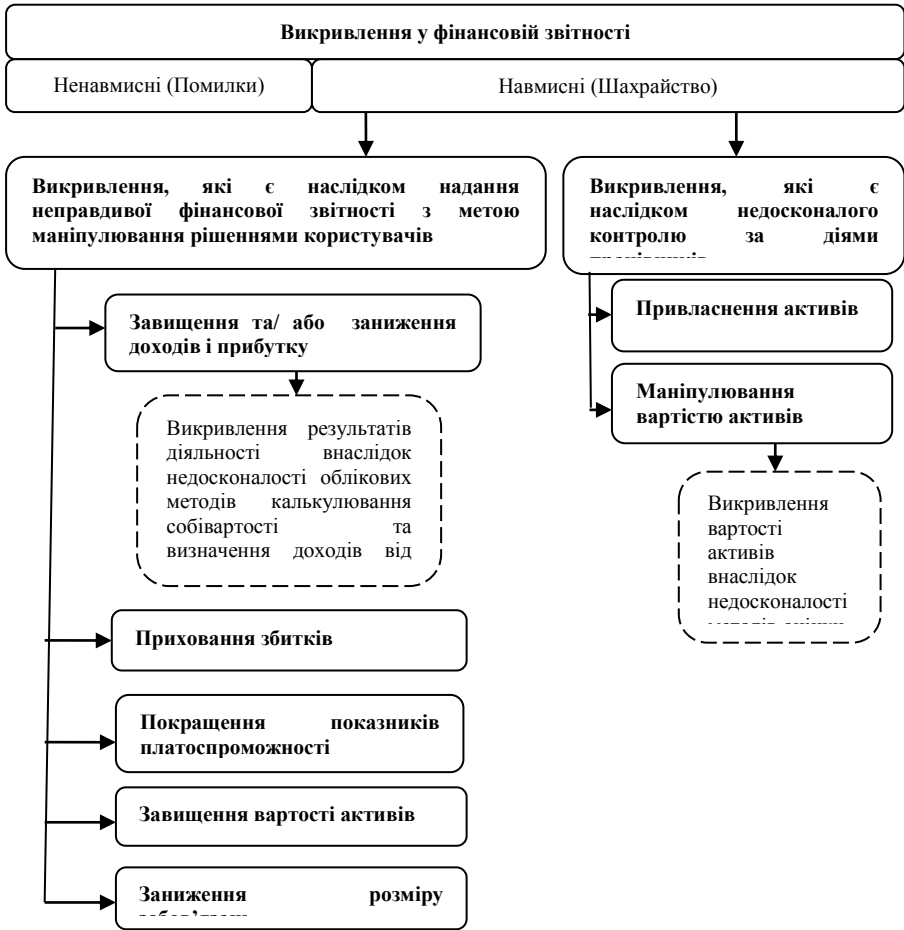 Викривлення у фінансовій звітності
Ненавмисні (Помилки)
Навмисні (Шахрайство)
Викривлення, які є наслідком надання
неправдивої фінансової звітності з метою
маніпулювання рішеннями користувачів
Викривлення, які є
наслідком недосконалого
контролю за діями
Завищення та/ або заниження
доходів і прибутку
Викривлення результатів
діяльності внаслідок
недосконалості облікових
методів калькулювання
собівартості та
визначення доходів від
Приховання збитків
Покращення показників
платоспроможності
Завищення вартості активів
Заниження розміру
Привласнення активів
Маніпулювання
вартістю активів
Викривлення
вартості
активів
внаслідок
недосконалості